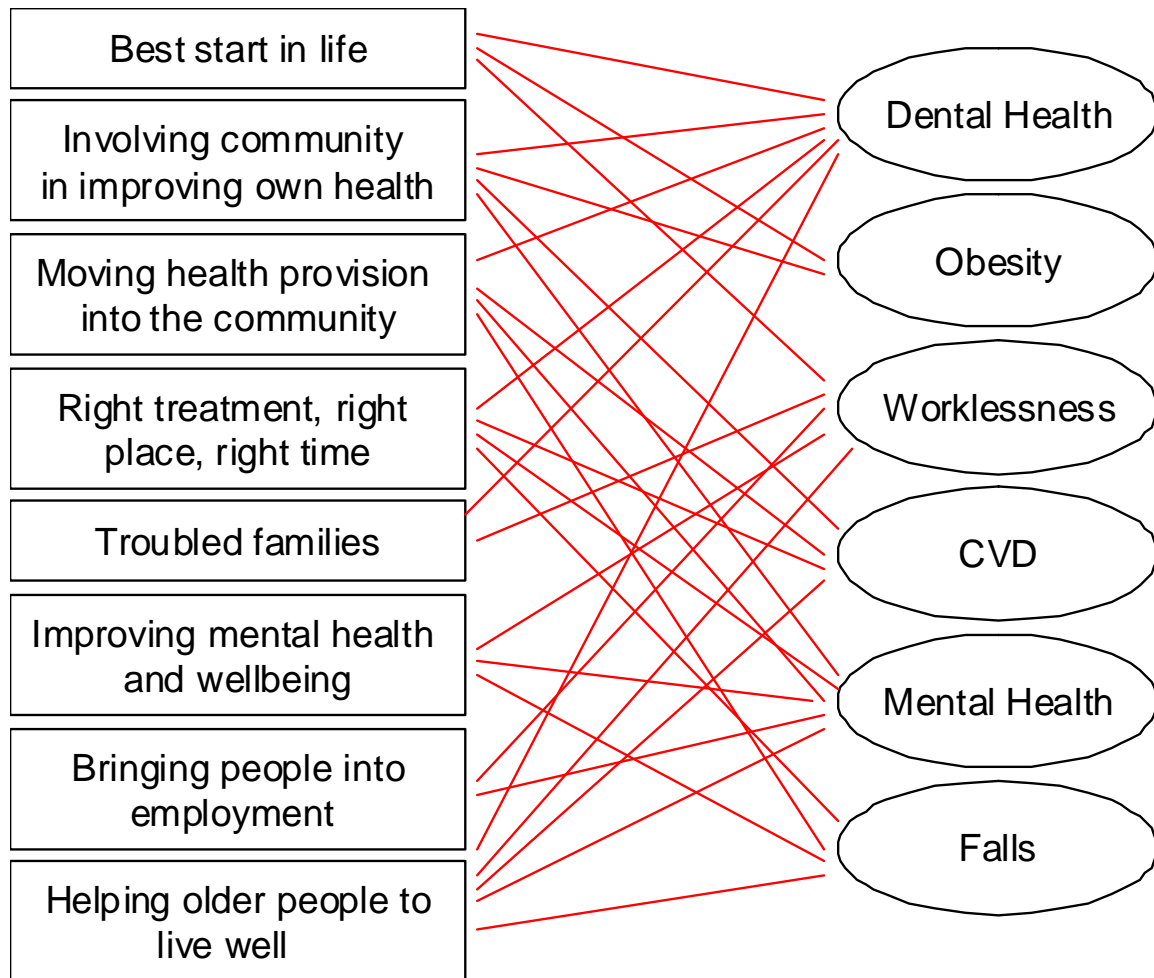 Best start in life
Involving community
in improving own health
Moving health provision
into the community
Right treatment, right
place, right time
Troubled families
Improving mental health
and wellbeing
Bringing people into
employment
Helping older people to
live well
Dental Health
Obesity
Worklessness
CVD
Mental Health
Falls